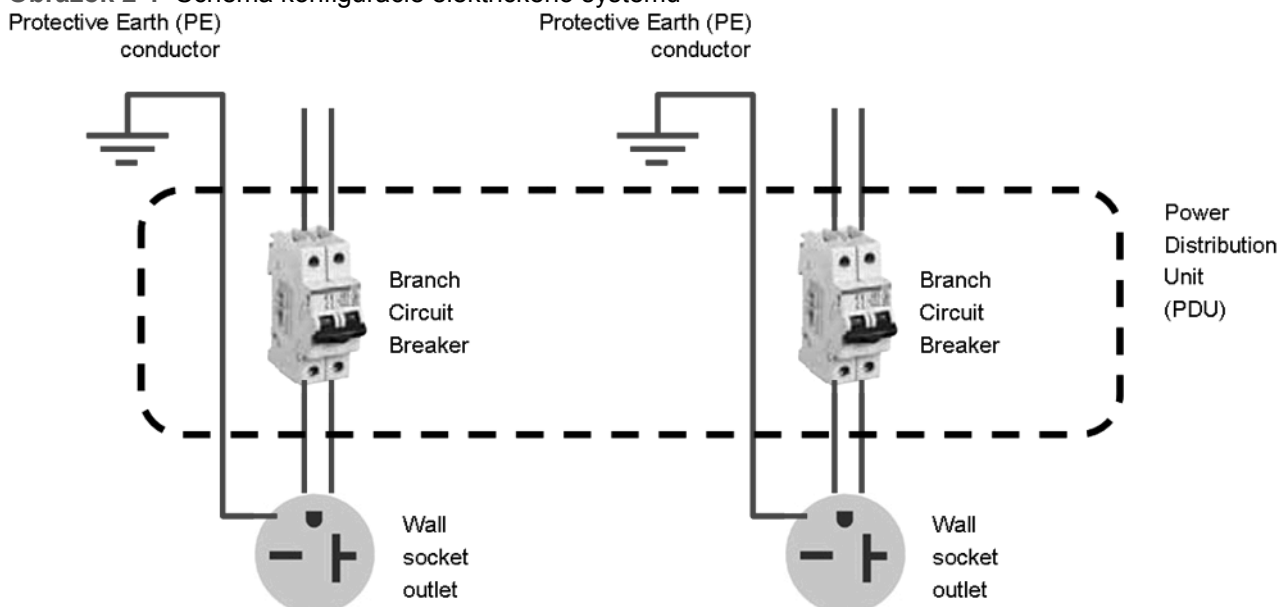 Protective Earth (PE)
conductor
Protective Earth (PE)
conductor
Power
Distribution
Unit
(PDU)
Branch
Circuit
Breaker
Branch
Circuit
Breaker
Wall
socket
outlet
Wall
socket
outlet